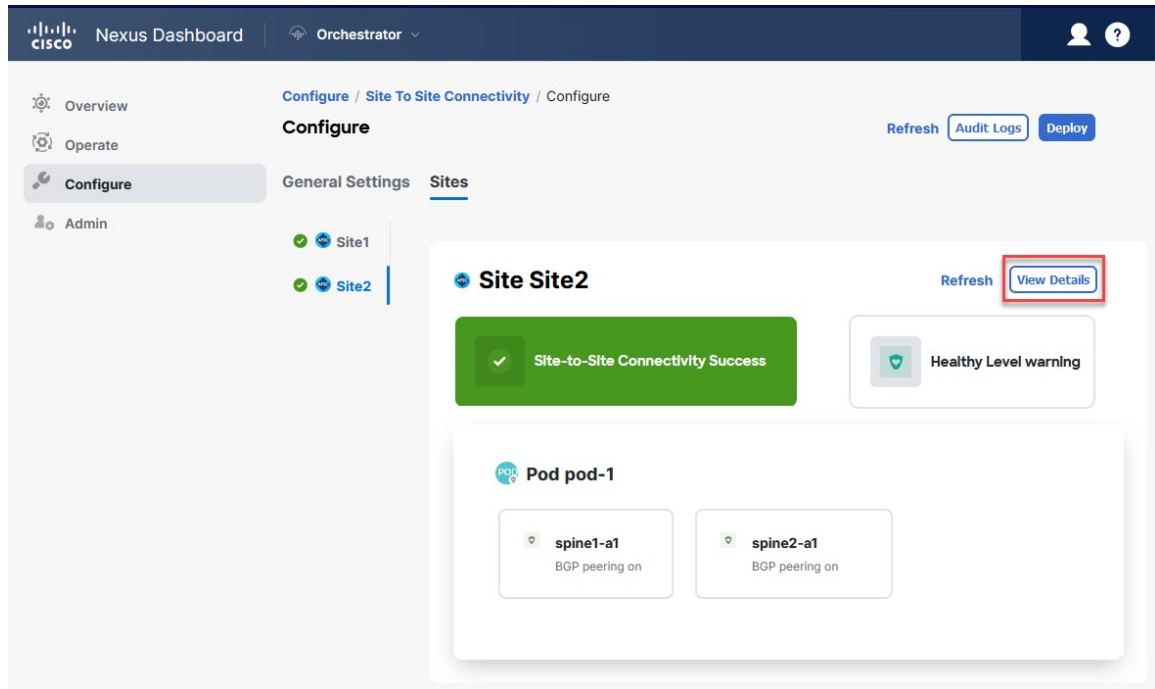 cisco Nexus Dashboard Orchestrator ?
Overview
Operate
Configure
Admin
Configure / Site To Site Connectivity / Configure
Configure
Refresh Audit Logs Deploy
General Settings Sites
Site1
Site2
Site Site2
Refresh View Details
Site-to-Site Connectivity Success
Healthy Level warning
POD Pod pod-1
spine1-a1
BGP peering on
spine2-a1
BGP peering on